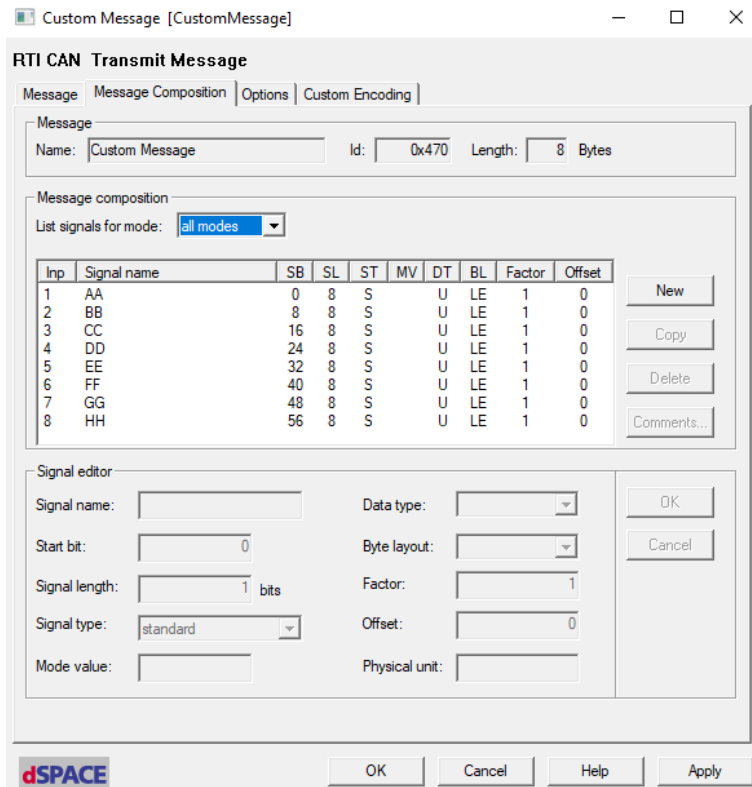 Custom Message [CustomMessage]
RTI CAN Transmit Message
Message Message Composition Options Custom Encoding
Message
Name: Custom Message Id: 0x470 Length: 8 Bytes
Message composition
List signals for mode: all modes
Inp Signal name SB SL ST MV DT BL Factor Offset
1 AA 0 8 S U LE 1 0
2 BB 8 8 S U LE 1 0
3 CC 16 8 S U LE 1 0
4 DD 24 8 S U LE 1 0
5 EE 32 8 S U LE 1 0
6 FF 40 8 S U LE 1 0
7 GG 48 8 S U LE 1 0
8 HH 56 8 S U LE 1 0
New
Copy
Delete
Comments...
Signal editor
Signal name: Data type:
Start bit: 0 Byte layout:
Signal length: 1 bits Factor: 1
Signal type: standard Offset: 0
Mode value: Physical unit:
OK
Cancel
dSPACE OK Cancel Help Apply